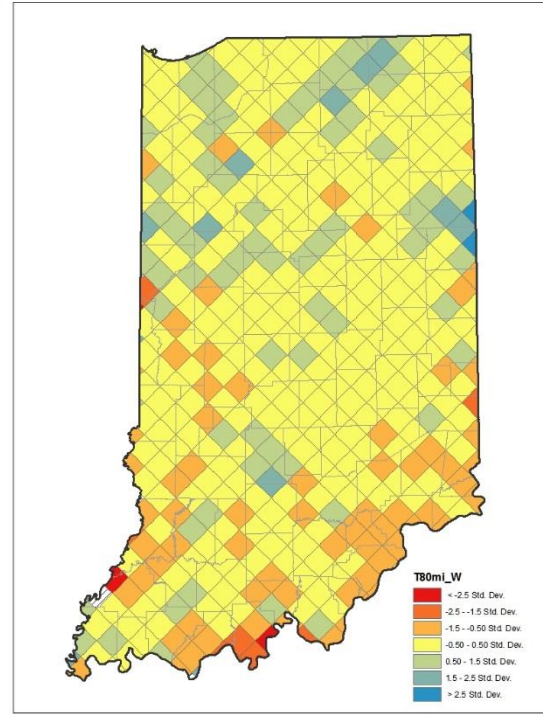 T80mi_W
< -2.5 Std. Dev.
-2.5 - -1.5 Std. Dev.
-1.5 - -0.50 Std. Dev.
-0.50 - 0.50 Std. Dev.
0.50 - 1.5 Std. Dev.
1.5 - 2.5 Std. Dev.
> 2.5 Std. Dev.